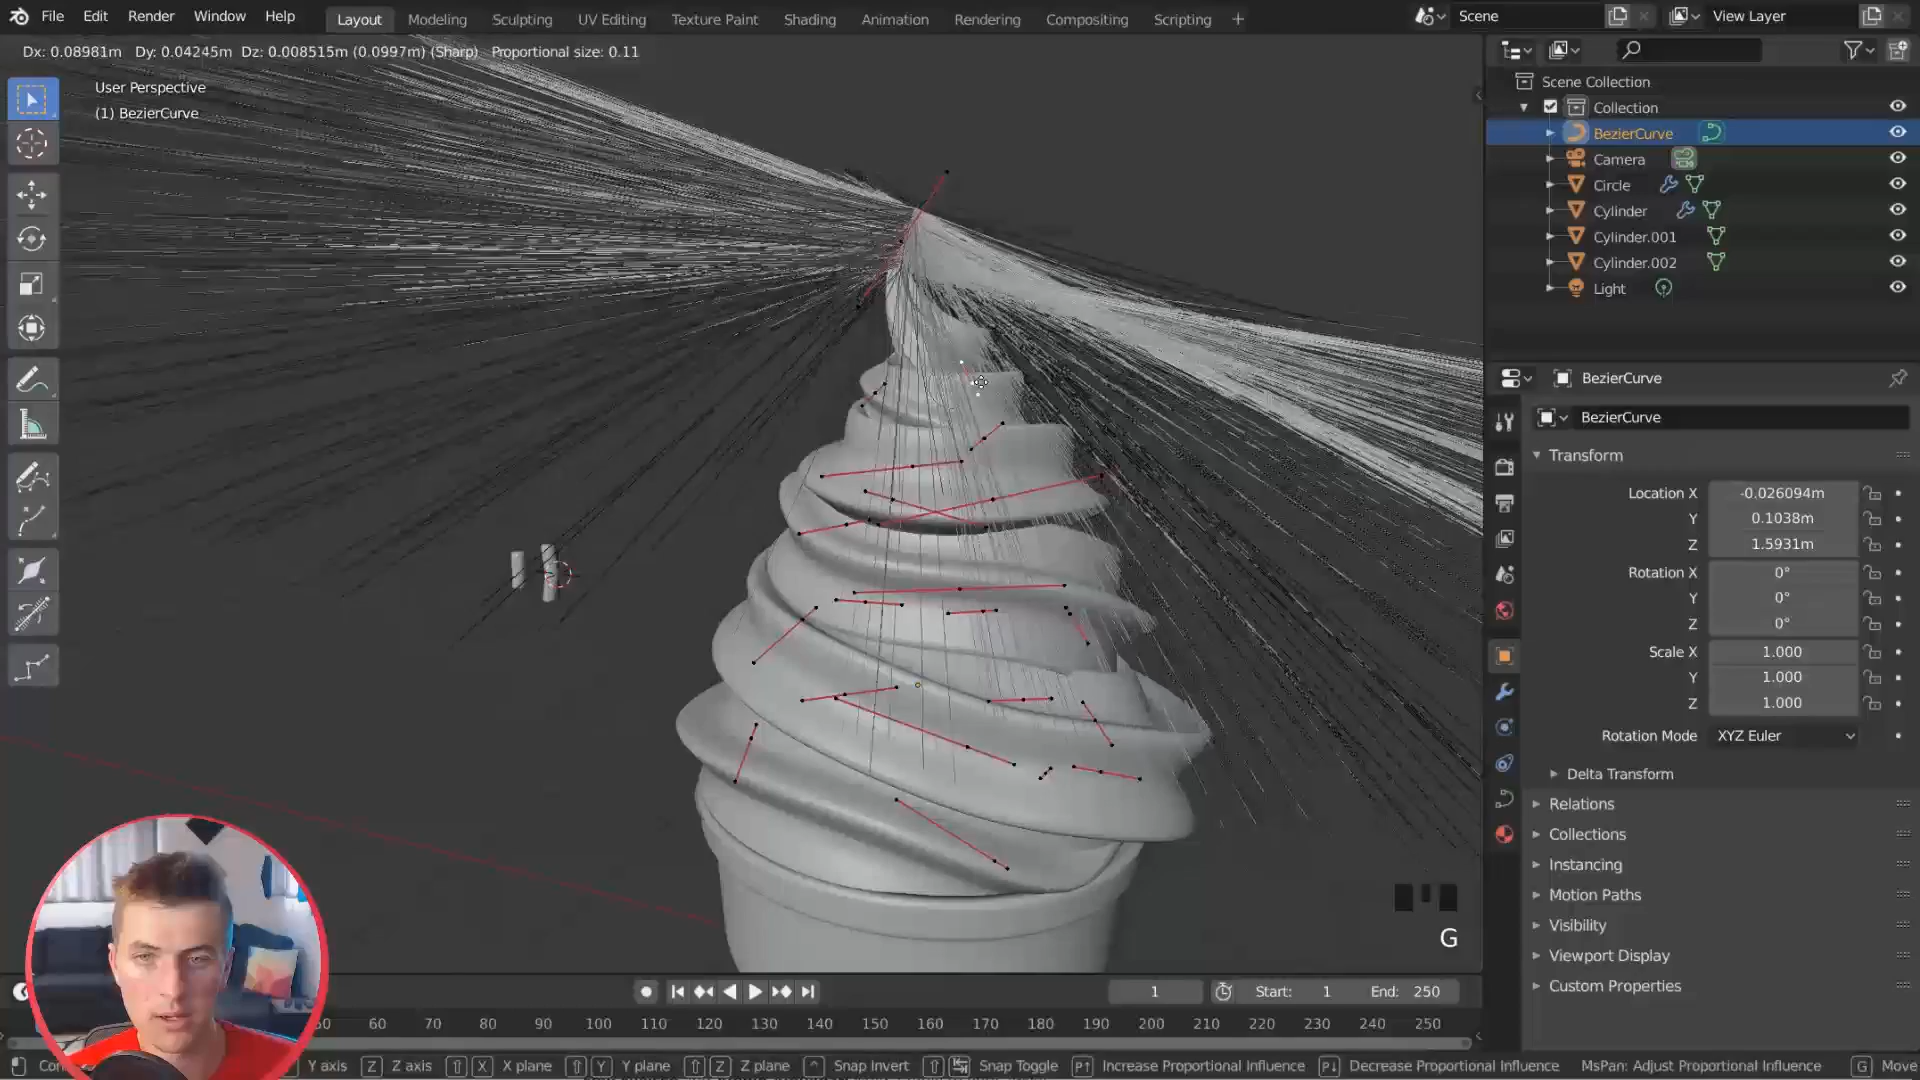 File Edit Render Window Help Layout Modeling Sculpting UV Editing Texture Paint Shading Animation Rendering Compositing Scripting + Scene View Layer
Dx: 0.08981m Dy: 0.04245m Dz: 0.008515m (0.0997m) (Sharp) Proportional size: 0.11
User Perspective
(1) BezierCurve
Scene Collection
Collection
BezierCurve
Camera
Circle
Cylinder
Cylinder.001
Cylinder.002
Light
BezierCurve
BezierCurve
Transform
Location X -0.026094m
Y 0.1038m
Z 1.5931m
Rotation X 0°
Y 0°
Z 0°
Scale X 1.000
Y 1.000
Z 1.000
Rotation Mode XYZ Euler
Delta Transform
Relations
Collections
Instancing
Motion Paths
Visibility
Viewport Display
Custom Properties
G
1 Start: 1 End: 250
60 70 80 90 100 110 120 130 140 150 160 170 180 190 200 210 220 230 240 250
Y axis Z Z axis X X plane Y Y plane Z Z plane Snap Invert Snap Toggle Increase Proportional Influence Decrease Proportional Influence MsPan: Adjust Proportional Influence G Move